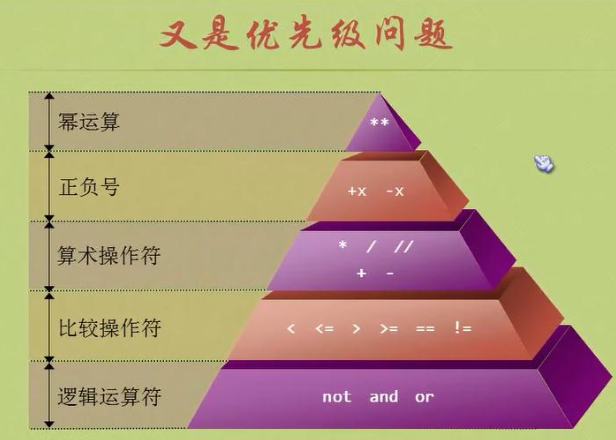 又是优先级问题
幂运算
**
正负号
+x -x
算术操作符
* / //
+ -
比较操作符
< <= > >= == !=
逻辑运算符
not and or